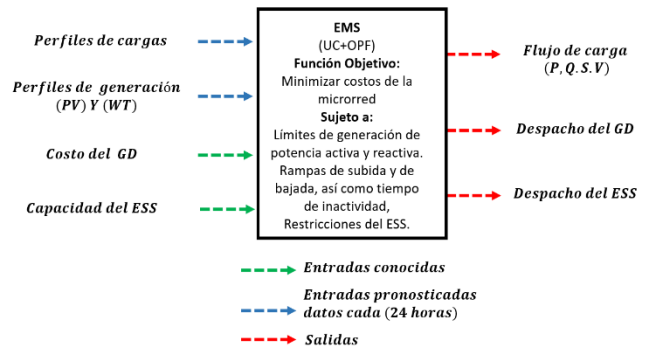 Perfiles de cargas
Perfiles de generación
(PV) Y (WT)
Costo del GD
Capacidad del ESS
EMS
(UC+OPF)
Función Objetivo:
Minimizar costos de la
microrred
Sujeto a:
Límites de generación de
potencia activa y reactiva.
Rampas de subida y de
bajada, así como tiempo
de inactividad,
Restricciones del ESS.
Flujo de carga
(P, Q. S. V)
Despacho del GD
Despacho del ESS
Entradas conocidas
Entradas pronosticadas
datos cada (24 horas)
Salidas